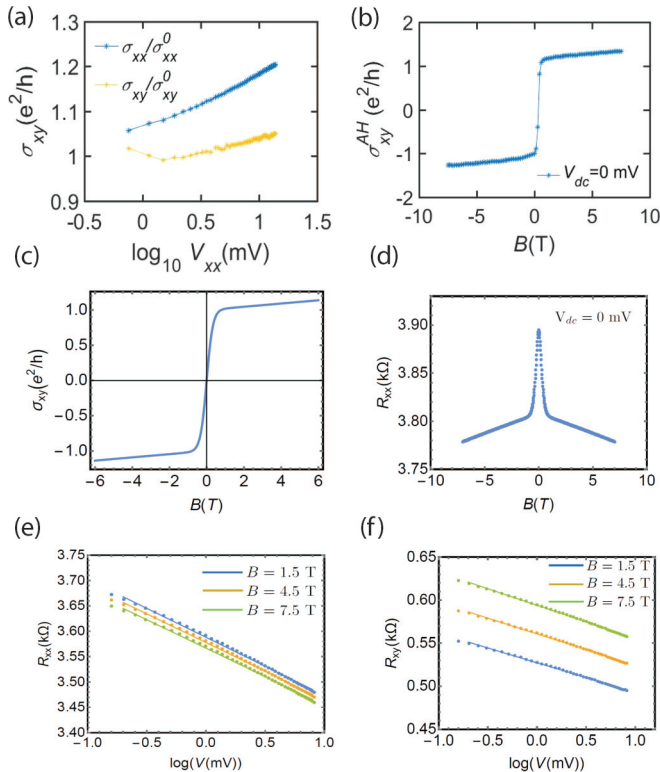 (a)
σxx/σ⁰xx
σxy/σ⁰xy
σxy(e²/h)
1.3
1.2
1.1
1
0.9
-0.5
0
0.5
1
1.5
log₁₀ Vxx(mV)
(b)
σxy^AH (e²/h)
2
1
0
-1
-2
Vdc=0 mV
-10
-5
0
5
10
B(T)
(c)
σxy(e²/h)
1.0
0.5
0.0
-0.5
-1.0
-6
-4
-2
0
2
4
6
B(T)
(d)
Rxx(kΩ)
3.90
3.85
3.80
3.75
Vdc = 0 mV
-10
-5
0
5
10
B(T)
(e)
Rxx(kΩ)
3.75
3.70
3.65
3.60
3.55
3.50
3.45
3.40
B = 1.5 T
B = 4.5 T
B = 7.5 T
-1.0
-0.5
0.0
0.5
1.0
log(V(mV))
(f)
Rxy(kΩ)
0.65
0.60
0.55
0.50
0.45
B = 1.5 T
B = 4.5 T
B = 7.5 T
-1.0
-0.5
0.0
0.5
1.0
log(V(mV))